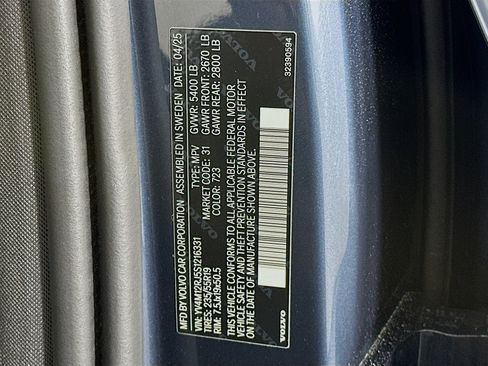 MFD BY VOLVO CAR CORPORATION ASSEMBLED IN SWEDEN DATE: 04/25
VIN: YV4M12RJ5S1216331 TYPE: MPV GVWR: 5400 LB
TIRES: 235/55R19 MARKET CODE: 31 GAWR FRONT: 2670 LB
RIM: 7.5Jx19x50.5 COLOR: 723 GAWR REAR: 2800 LB
THIS VEHICLE CONFORMS TO ALL APPLICABLE FEDERAL MOTOR
VEHICLE SAFETY AND THEFT PREVENTION STANDARDS IN EFFECT ON THE
DATE OF MANUFACTURE SHOWN ABOVE.
VOLVO
32390594